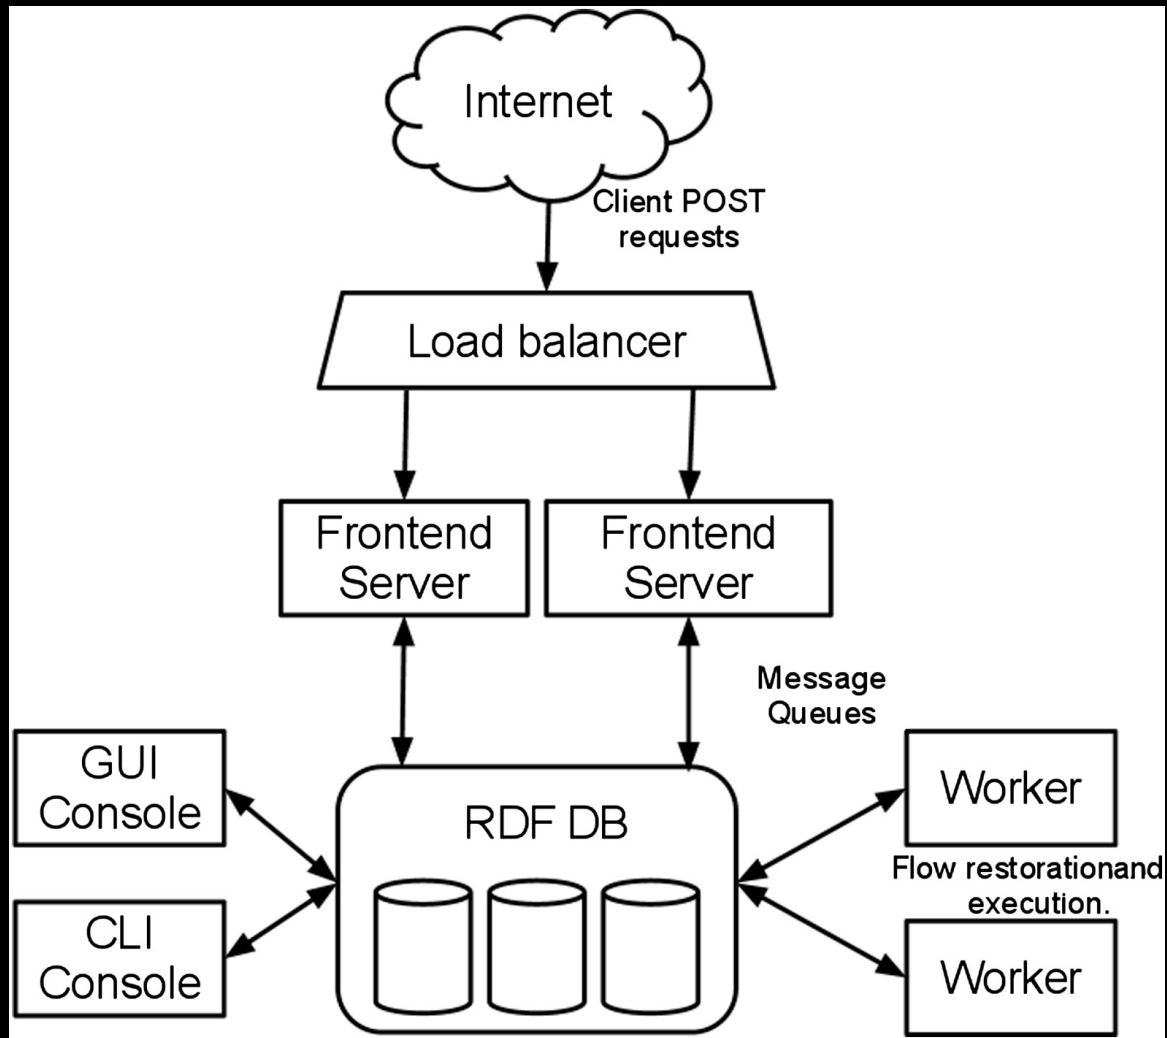 Internet
Client POST
requests
Load balancer
Frontend
Server
Frontend
Server
Message
Queues
GUI
Console
RDF DB
Worker
Flow restorationand
execution.
CLI
Console
Worker